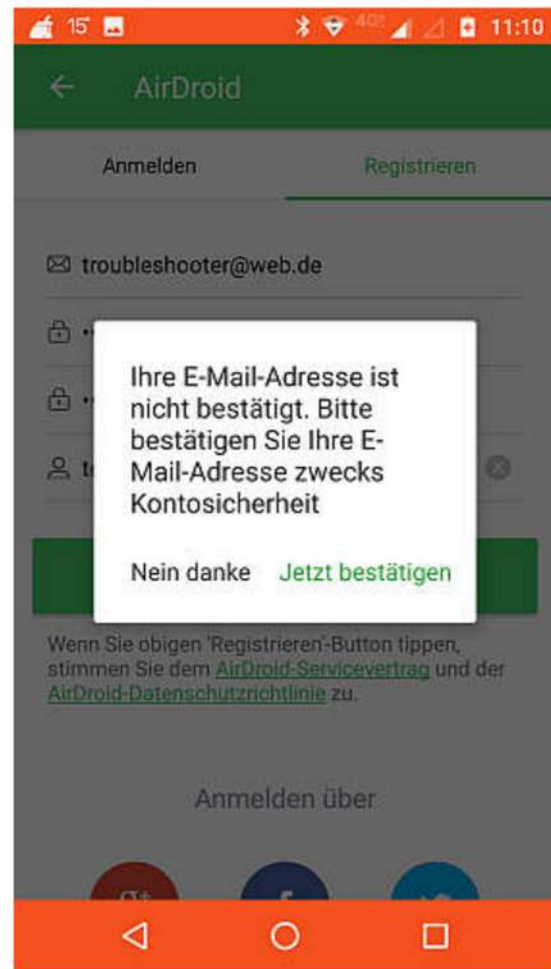 15°
11:10
AirDroid
Anmelden
Registrieren
troubleshooter@web.de
Ihre E-Mail-Adresse ist
nicht bestätigt. Bitte
bestätigen Sie Ihre E-
Mail-Adresse zwecks
Kontosicherheit
Nein danke Jetzt bestätigen
Wenn Sie obigen 'Registrieren'-Button tippen,
stimmen Sie dem AirDroid-Servicevertrag und der
AirDroid-Datenschutzrichtlinie zu.
Anmelden über